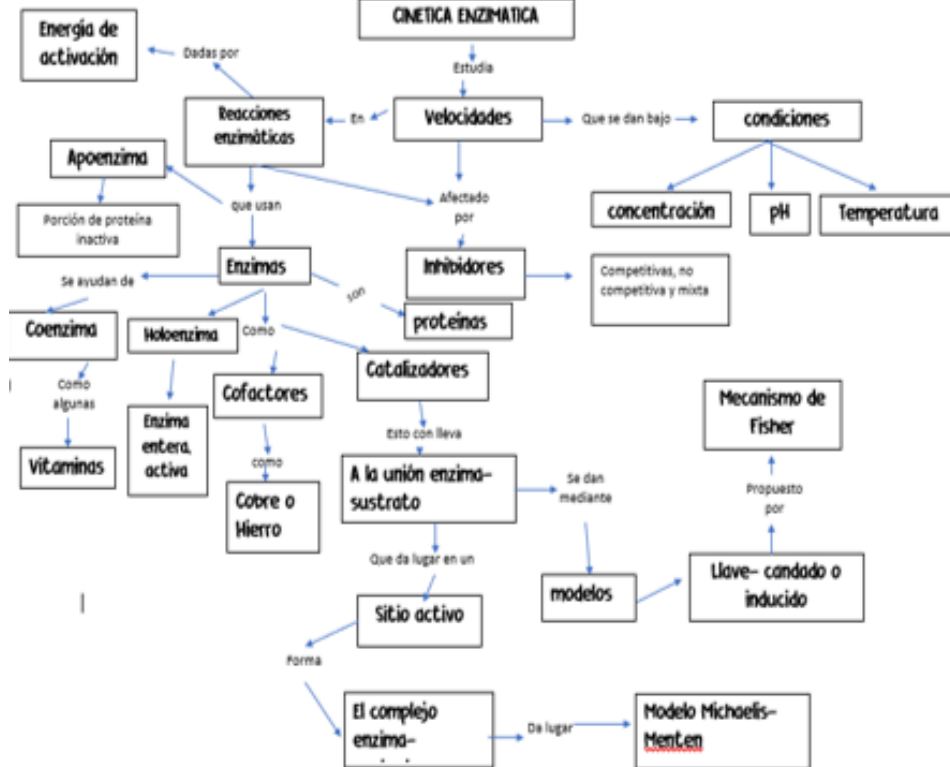 CINETICA ENZIMATICA
Energía de
activación
Dadas por
Estudia
Reacciones
enzimàticas
En
Velocidades
Que se dan bajo
condiciones
Apoenzima
que usan
Afectado
por
concentración
pH
Temperatura
Porción de proteína
inactiva
Enzimas
Inhibidores
Competitivas, no
competitiva y mixta
Se ayudan de
son
proteínas
Coenzima
Holoenzima
Como
Catalizadores
Como
algunas
Cofactores
Mecanismo de
Fisher
Vitaminas
Enzima
entera,
activa
como
Esto con lleva
Cobre o
Hierro
A la unión enzima-
sustrato
Se dan
mediante
Propuesto
por
Que da lugar en un
modelos
Llave- candado o
inducido
Sitio activo
Forma
El complejo
enzima-
Da lugar
Modelo Michaelis-
Menten